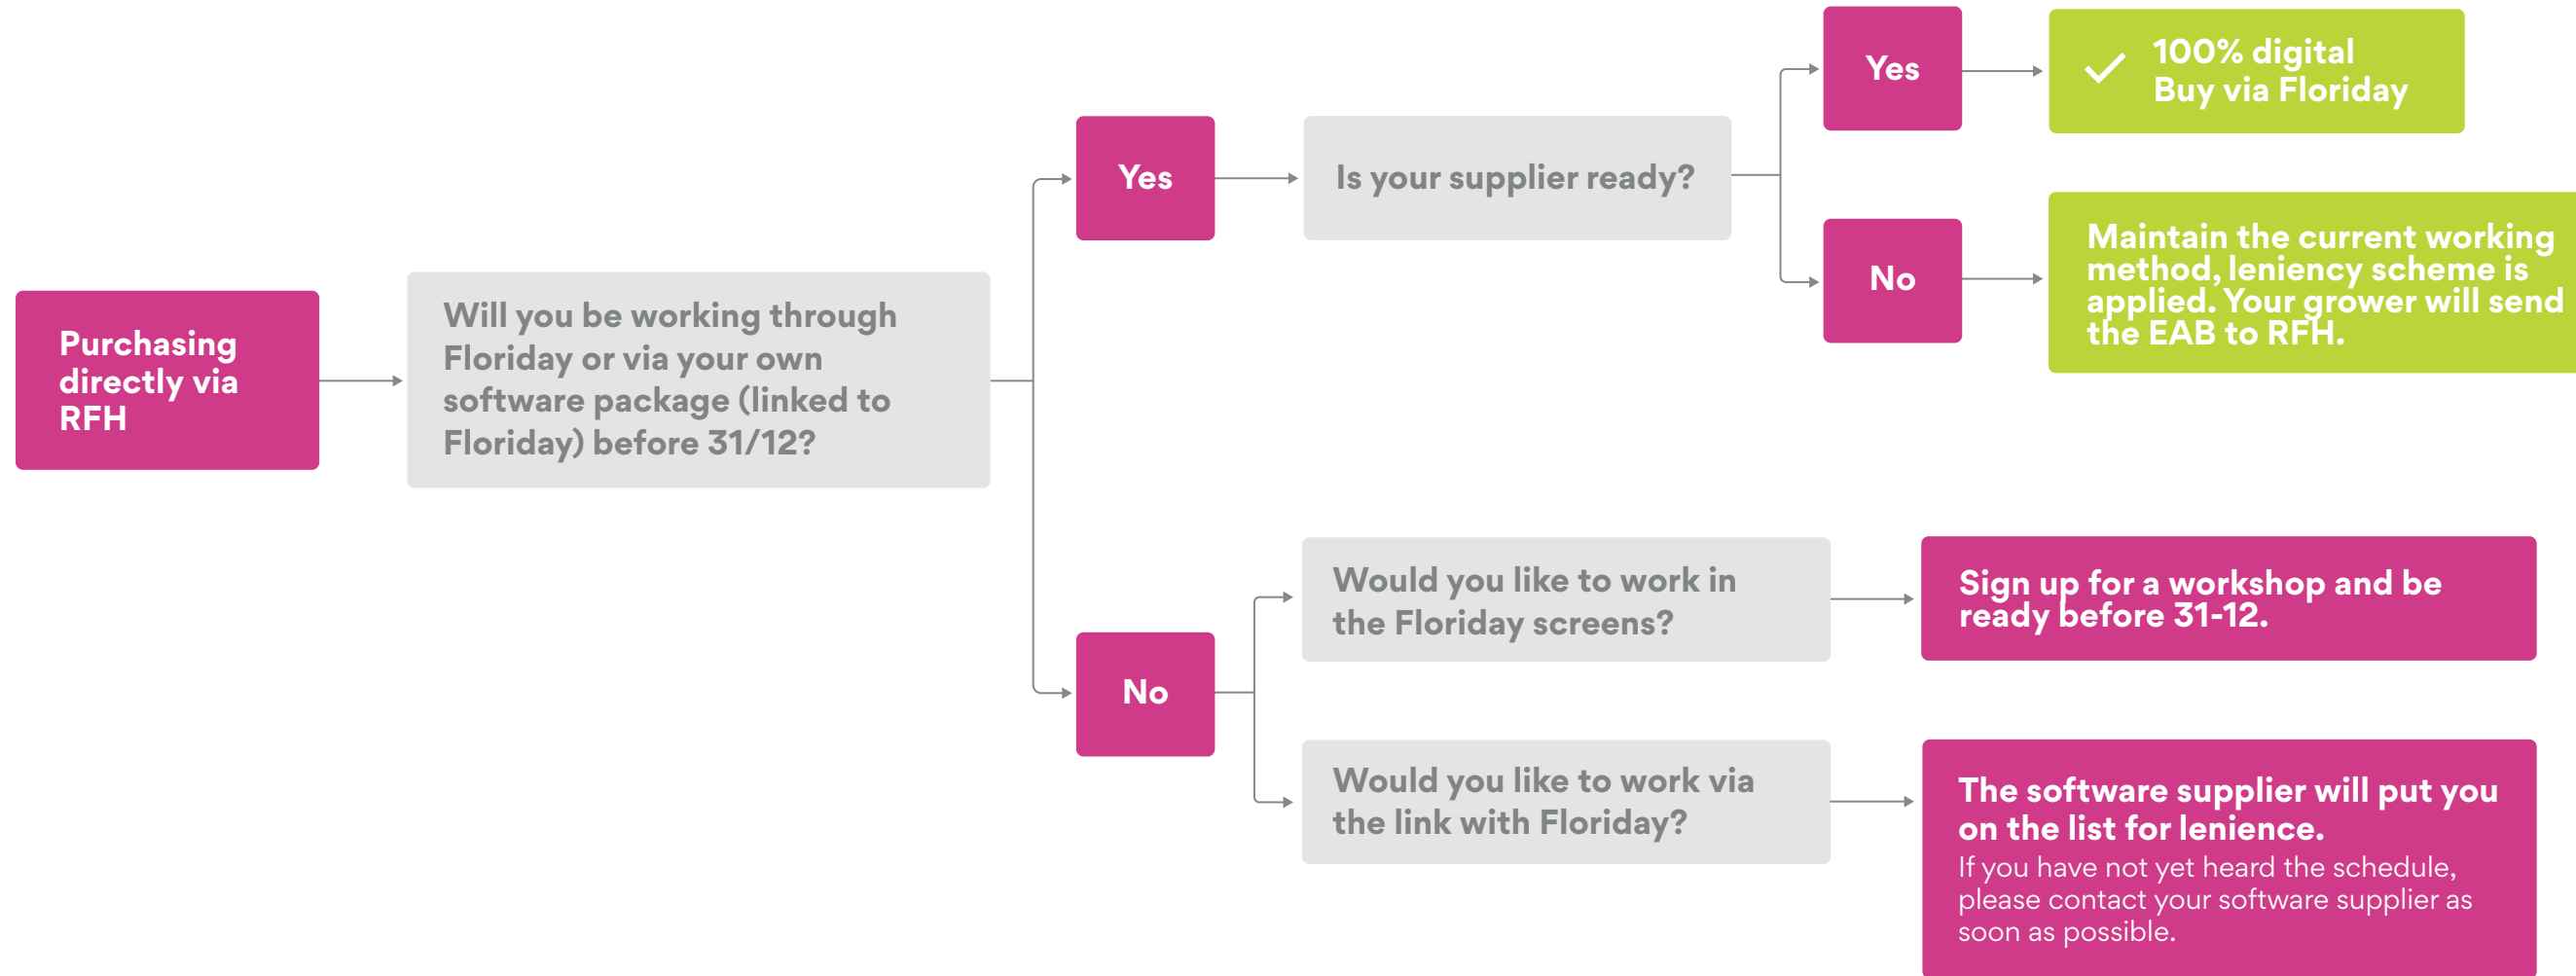 Purchasing
directly via
RFH
Will you be working through
Floriday or via your own
software package (linked to
Floriday) before 31/12?
Yes
Is your supplier ready?
Yes
100% digital
Buy via Floriday
No
Maintain the current working
method, leniency scheme is
applied. Your grower will send
the EAB to RFH.
No
Would you like to work in
the Floriday screens?
Sign up for a workshop and be
ready before 31-12.
Would you like to work via
the link with Floriday?
The software supplier will put you
on the list for lenience.
If you have not yet heard the schedule,
please contact your software supplier as
soon as possible.